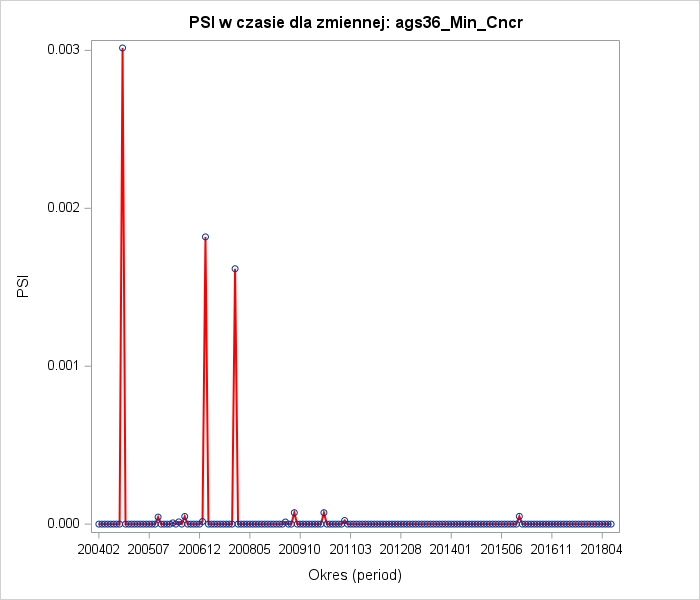 PSI w czasie dla zmiennej: ags36_Min_Cncr
0.003
0.002
0.001
0.000
PSI
200402 200507 200612 200805 200910 201103 201208 201401 201506 201611 201804
Okres (period)